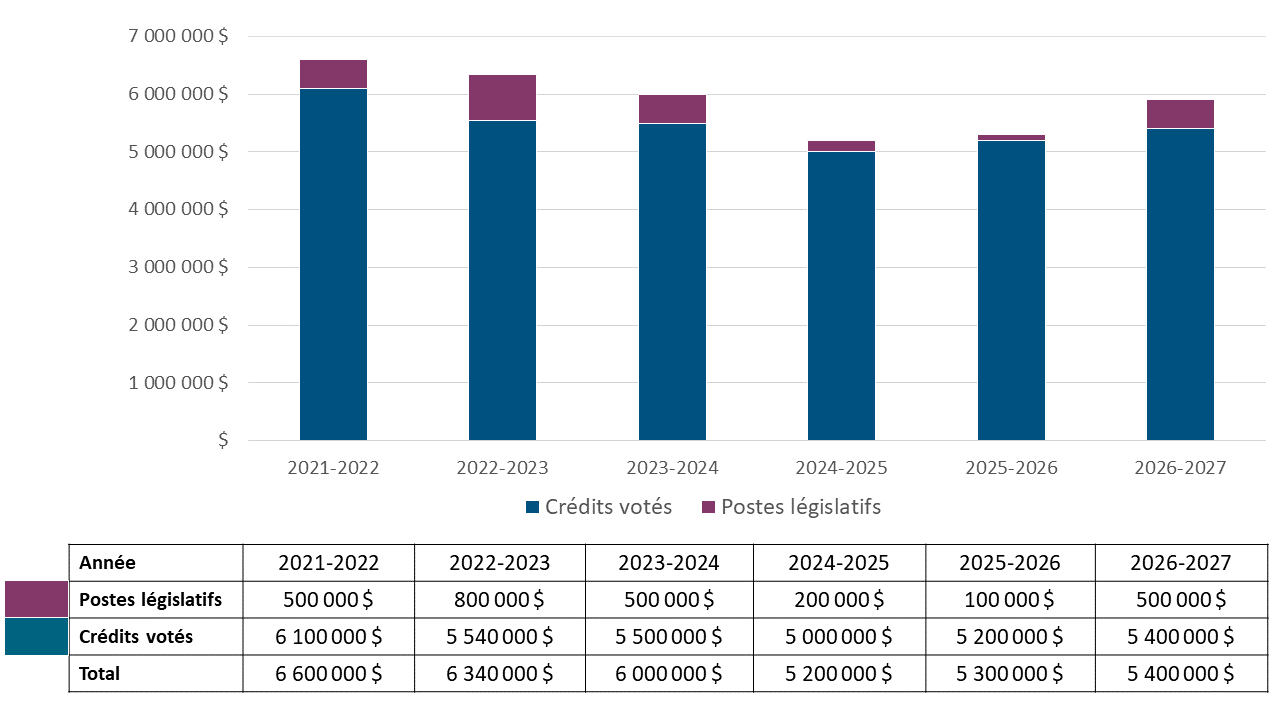 7 000 000 $
6 000 000 $
5 000 000 $
4 000 000 $
3 000 000 $
2 000 000 $
1 000 000 $
$
2021-2022 2022-2023 2023-2024 2024-2025 2025-2026 2026-2027
Crédits votés Postes législatifs
Année 2021-2022 2022-2023 2023-2024 2024-2025 2025-2026 2026-2027
Postes législatifs 500 000 $ 800 000 $ 500 000 $ 200 000 $ 100 000 $ 500 000 $
Crédits votés 6 100 000 $ 5 540 000 $ 5 500 000 $ 5 000 000 $ 5 200 000 $ 5 400 000 $
Total 6 600 000 $ 6 340 000 $ 6 000 000 $ 5 200 000 $ 5 300 000 $ 5 400 000 $